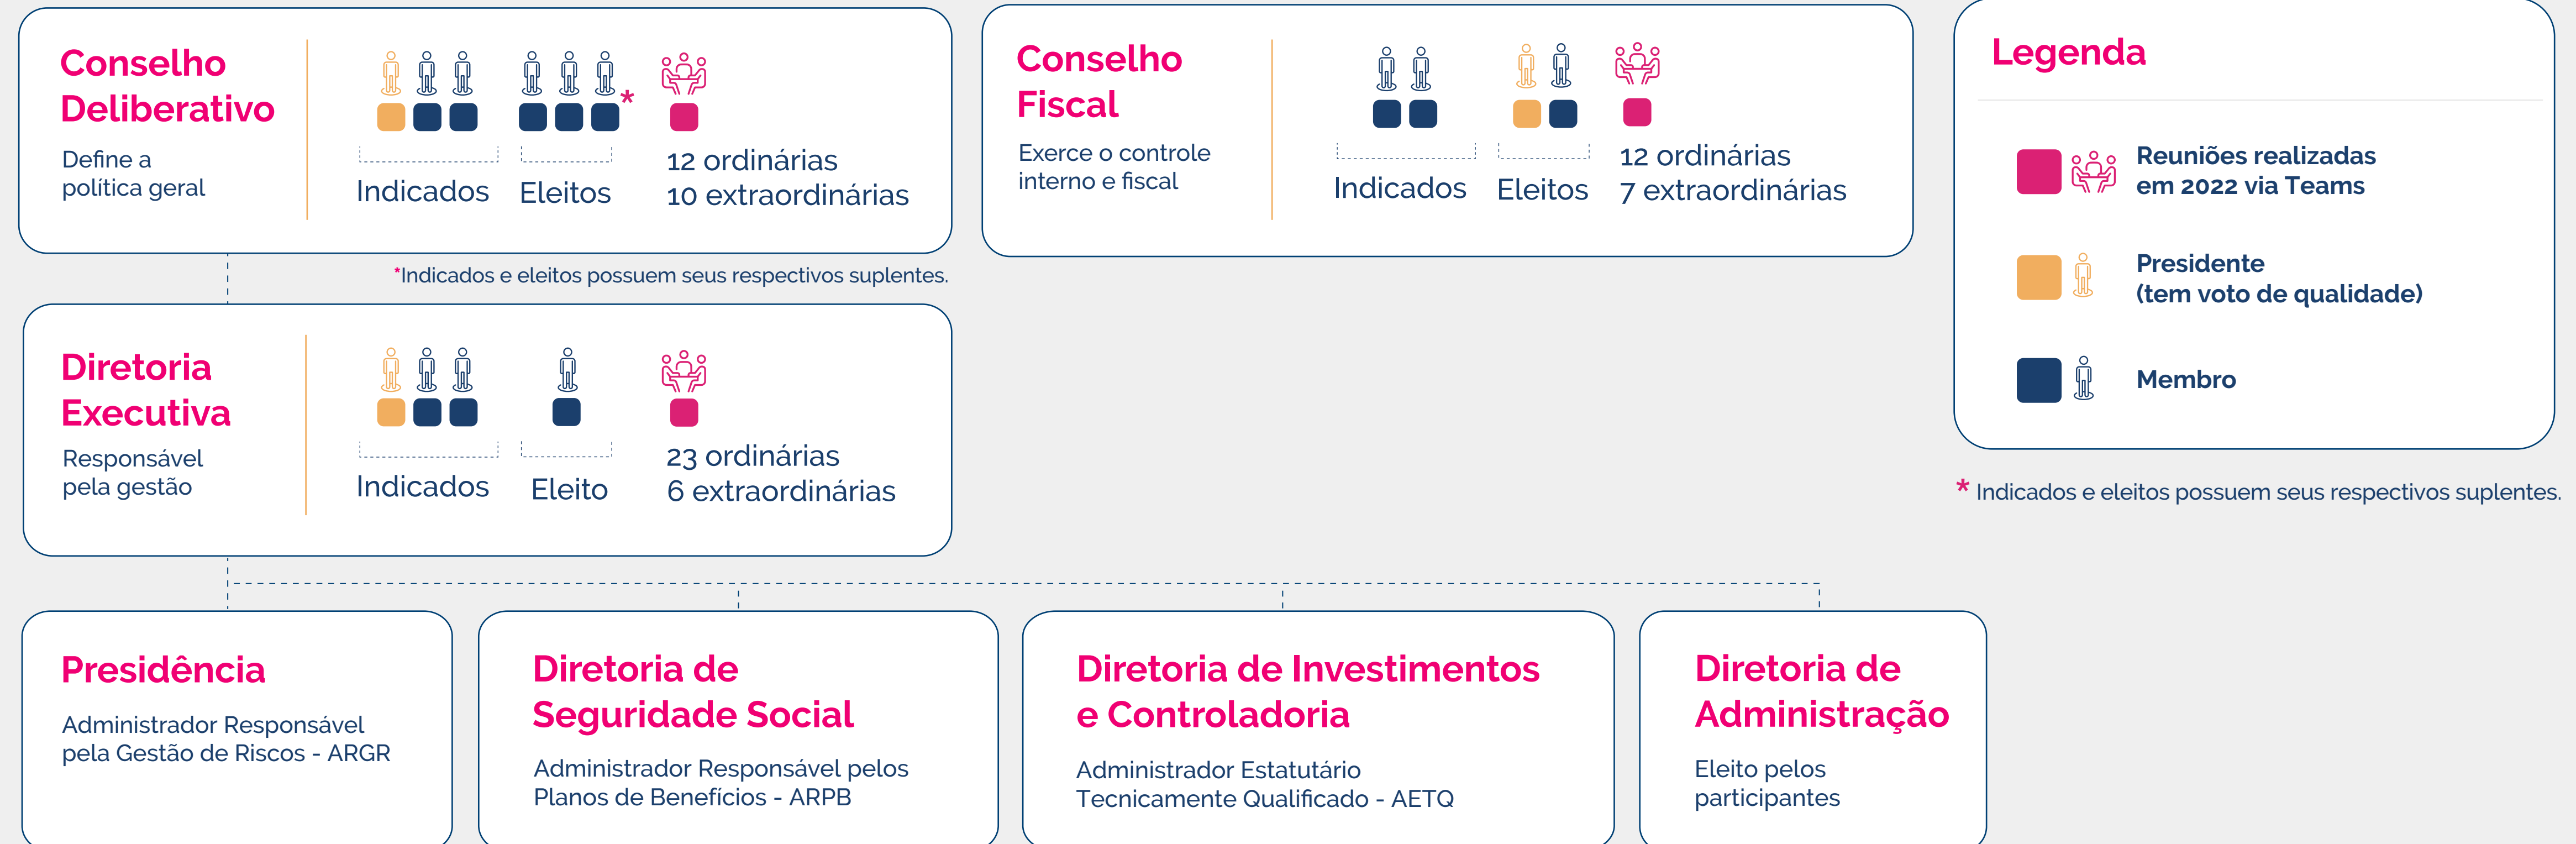 Conselho
Deliberativo
Define a
política geral
Indicados
Eleitos
*
12 ordinárias
10 extraordinárias
*Indicados e eleitos possuem seus respectivos suplentes.
Conselho
Fiscal
Exerce o controle
interno e fiscal
Indicados
Eleitos
12 ordinárias
7 extraordinárias
Legenda
Reuniões realizadas
em 2022 via Teams
Presidente
(tem voto de qualidade)
Membro
* Indicados e eleitos possuem seus respectivos suplentes.
Diretoria
Executiva
Responsável
pela gestão
Indicados
Eleito
23 ordinárias
6 extraordinárias
Presidência
Administrador Responsável
pela Gestão de Riscos - ARGR
Diretoria de
Seguridade Social
Administrador Responsável pelos
Planos de Benefícios - ARPB
Diretoria de Investimentos
e Controladoria
Administrador Estatutário
Tecnicamente Qualificado - AETQ
Diretoria de
Administração
Eleito pelos
participantes